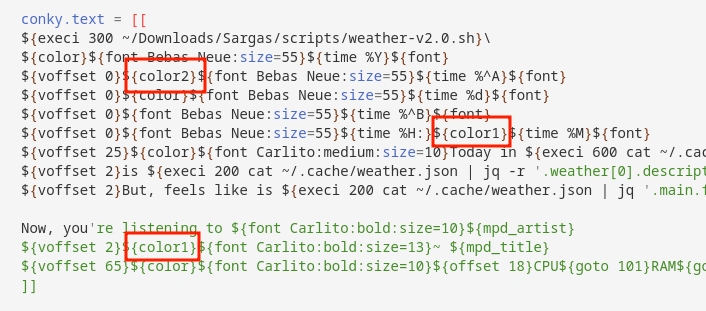 conky.text = [[
${execi 300 ~/Downloads/Sargas/scripts/weather-v2.0.sh}\
${color}${font Bebas Neue:size=55}${time %Y}${font}
${voffset 0}${color2}${font Bebas Neue:size=55}${time %^A}${font}
${voffset 0}${color}${font Bebas Neue:size=55}${time %d}${font}
${voffset 0}${font Bebas Neue:size=55}${time %^B}${font}
${voffset 0}${font Bebas Neue:size=55}${time %H:}${color1}${time %M}${font}
${voffset 25}${color}${font Carlito:medium:size=10}Today in ${execi 600 cat ~/.cac
${voffset 2}is ${execi 200 cat ~/.cache/weather.json | jq -r '.weather[0].descript
${voffset 2}But, feels like is ${execi 200 cat ~/.cache/weather.json | jq '.main.f
Now, you're listening to ${font Carlito:bold:size=10}${mpd_artist}
${voffset 2}${color1}${font Carlito:bold:size=13}~ ${mpd_title}
${voffset 65}${color}${font Carlito:bold:size=10}${offset 18}CPU${goto 101}RAM${go
]]